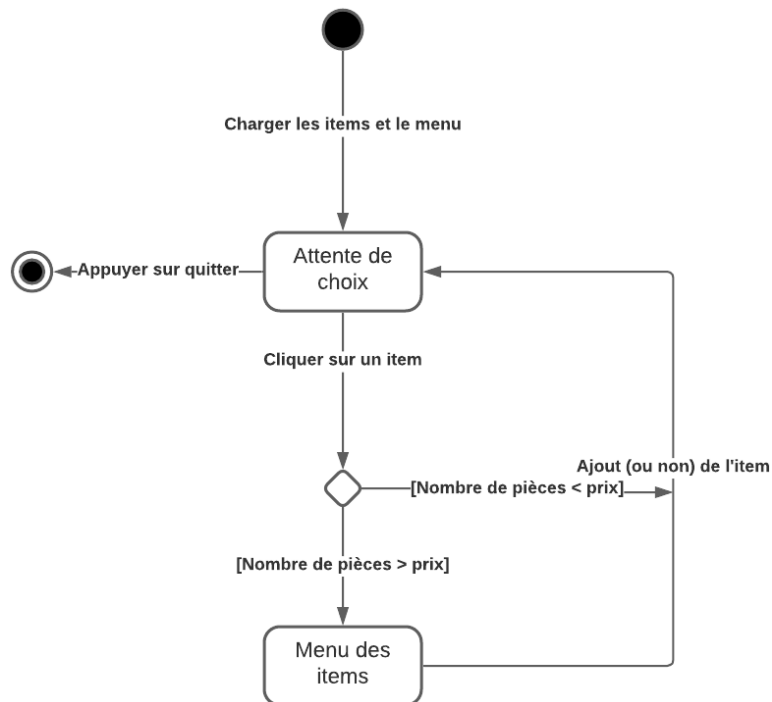 Charger les items et le menu
Attente de
choix
Appuyer sur quitter
Cliquer sur un item
Ajout (ou non) de l'item
[Nombre de pièces < prix]
[Nombre de pièces > prix]
Menu des
items